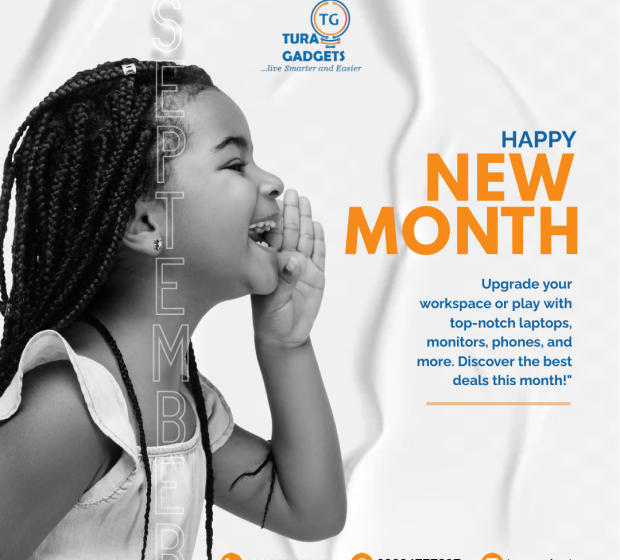 SEPTEMBER
TG
TURA
GADGETS
...live Smarter and Easier
HAPPY
NEW
MONTH
Upgrade your
workspace or play with
top-notch laptops,
monitors, phones, and
more. Discover the best
deals this month!"